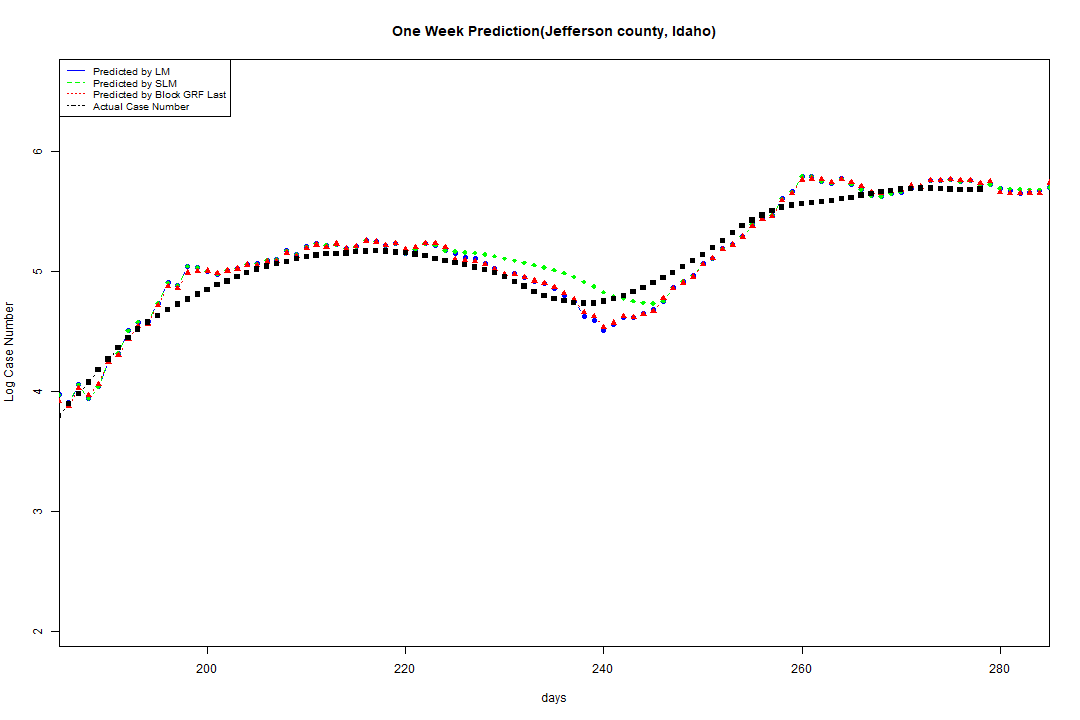 One Week Prediction(Jefferson county, Idaho)
Predicted by LM
Predicted by SLM
Predicted by Block GRF Last
Actual Case Number
6
5
4
3
2
Log Case Number
200 220 240 260 280
days